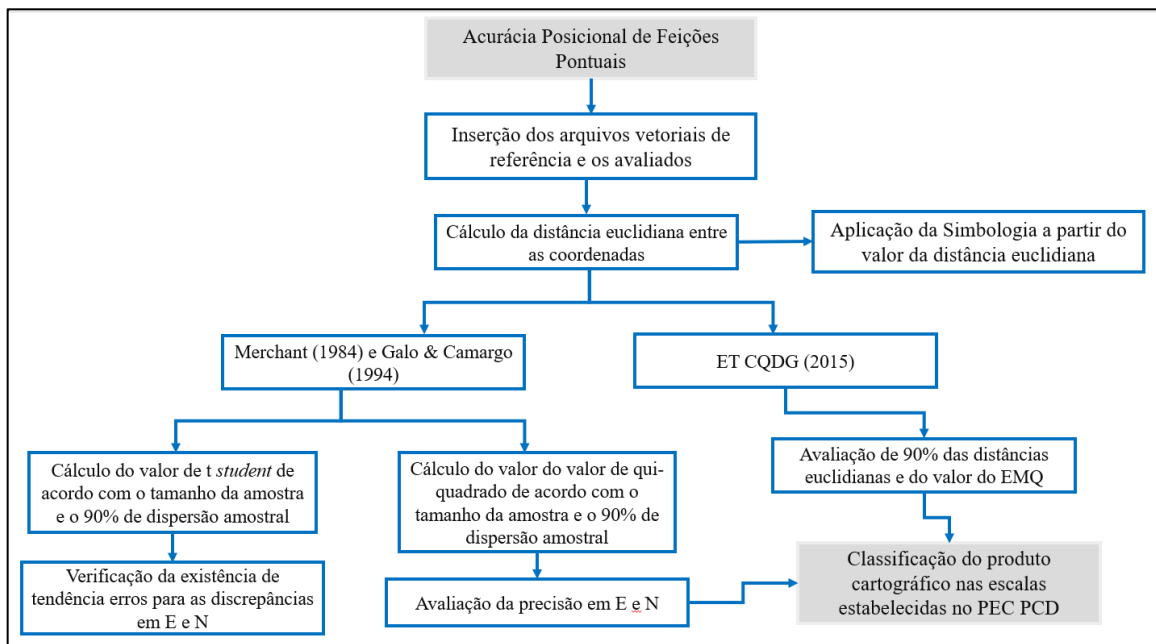 Acurácia Posicional de Feições
Pontuais
Inserção dos arquivos vetoriais de
referência e os avaliados
Cálculo da distância euclidiana entre
as coordenadas
Aplicação da Simbologia a partir do
valor da distância euclidiana
Merchant (1984) e Galo & Camargo
(1994)
ET CQDG (2015)
Cálculo do valor de t student de
acordo com o tamanho da amostra
e o 90% de dispersão amostral
Cálculo do valor do valor de qui-
quadrado de acordo com o
tamanho da amostra e o 90% de
dispersão amostral
Avaliação de 90% das distâncias
euclidianas e do valor do EMQ
Verificação da existência de
tendência erros para as discrepâncias
em E e N
Avaliação da precisão em E e N
Classificação do produto
cartográfico nas escalas
estabelecidas no PEC PCD